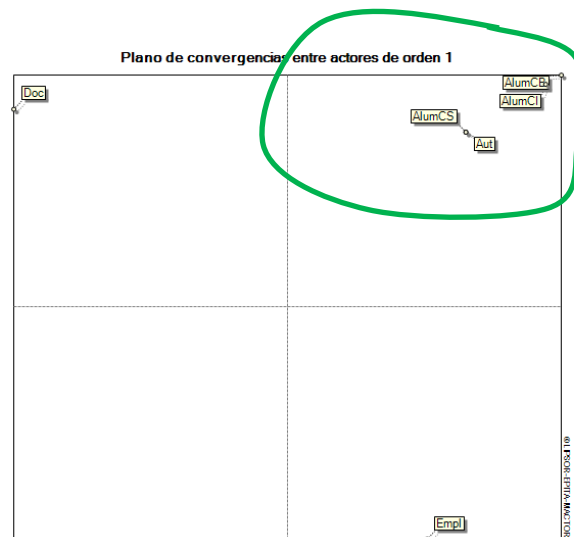 Plano de convergencias entre actores de orden 1
Doc
AlumCB
AlumCI
AlumCS
Aut
Empl
© LIPSOR-EPITA-MACTOR